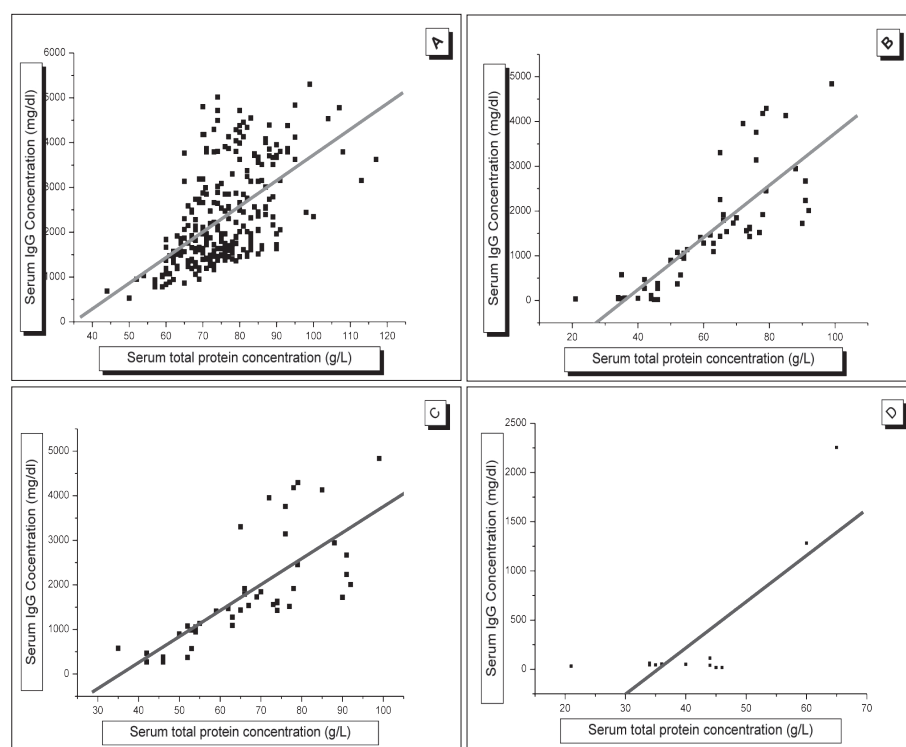 A
Serum IgG Concentration (mg/dl)
6000
5000
4000
3000
2000
1000
0
40 50 60 70 80 90 100 110 120
Serum total protein concentration (g/L)
B
Serum IgG Concentration (mg/dl)
5000
4000
3000
2000
1000
0
20 40 60 80 100
Serum total protein concentration (g/L)
C
Serum IgG Cocentration (mg/dl)
5000
4000
3000
2000
1000
0
30 40 50 60 70 80 90 100
Serum total protein concentration (g/L)
D
Serum IgG Concentration (mg/dl)
2500
2000
1500
1250
500
0
20 30 40 50 60 70
Serum total protein concentration (g/L)